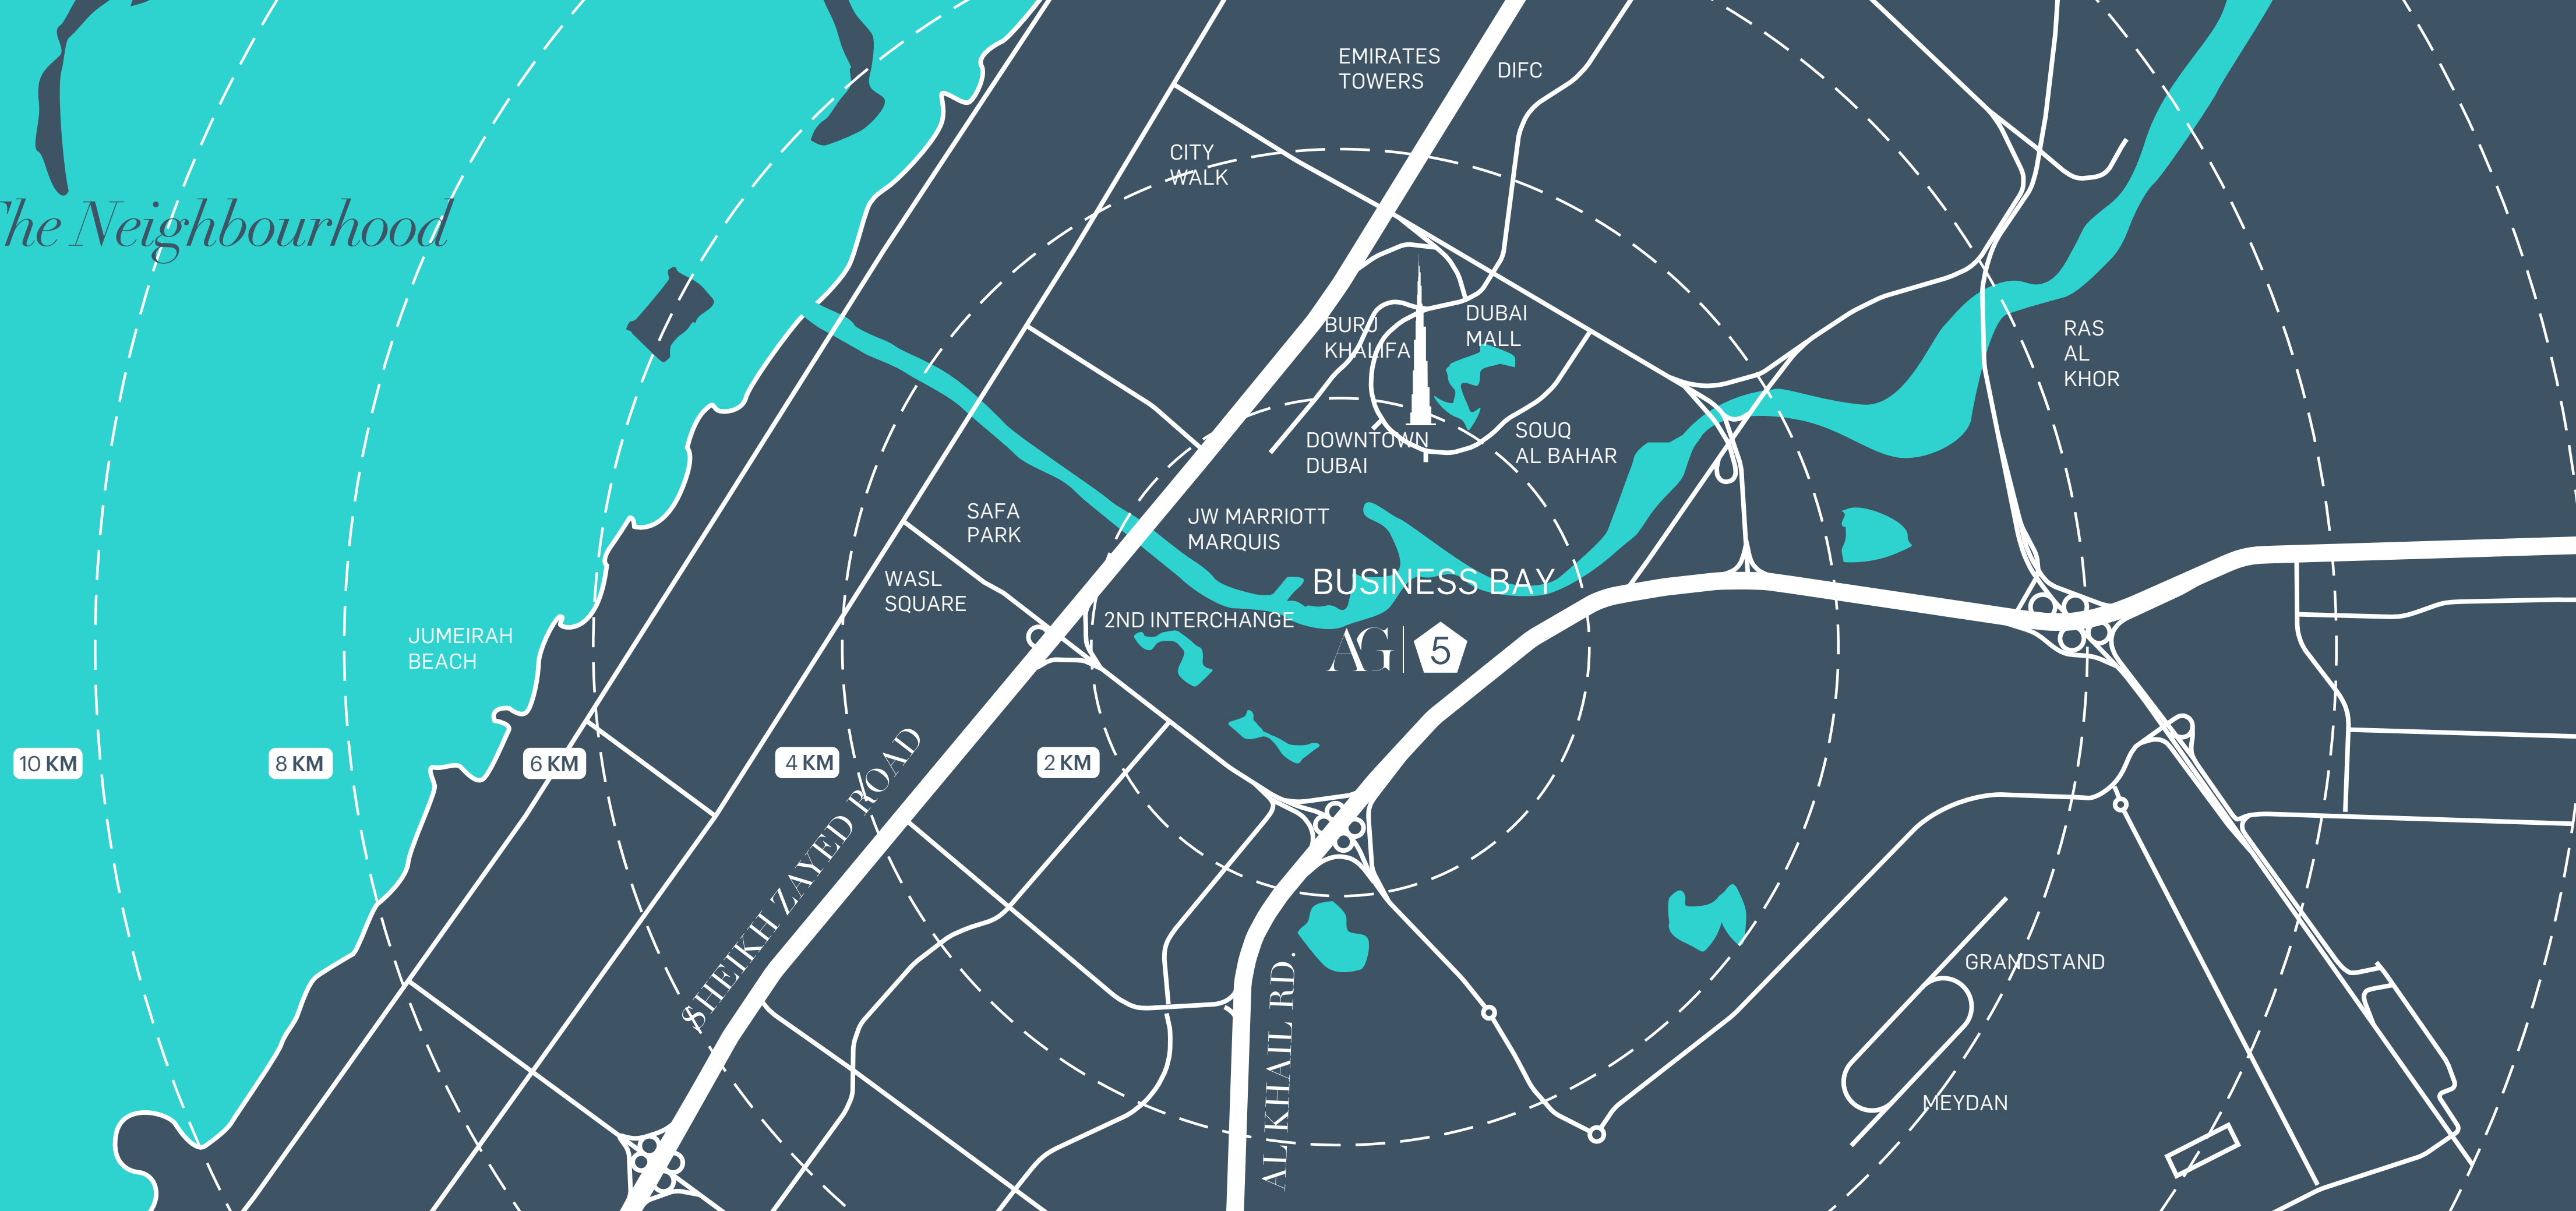 EMIRATES
TOWERS
DIFC
CITY
WALK
he Neighbourhood
BURJ
KHALIFA
DUBAI
MALL
RAS
AL
KHOR
DOWNTOWN
DUBAI
SOUQ
AL BAHAR
SAFA
PARK
JW MARRIOTT
MARQUIS
WASL
SQUARE
BUSINESS BAY
2ND INTERCHANGE
AG | 5
JUMEIRAH
BEACH
10 KM
8 KM
6 KM
4 KM
2 KM
SHEIKH ZAYED ROAD
AL KHAIL RD.
GRANDSTAND
MEYDAN